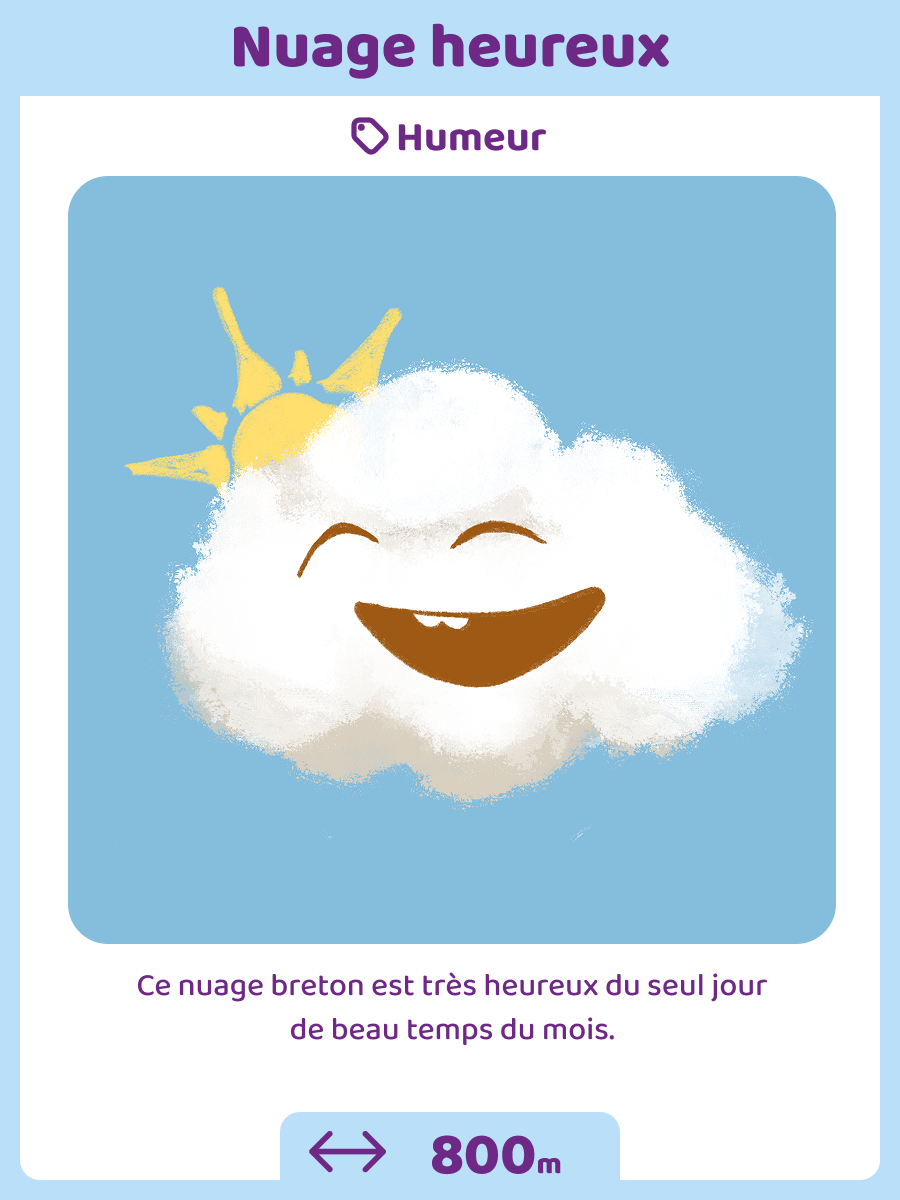 Nuage heureux
Humeur
Ce nuage breton est très heureux du seul jour
de beau temps du mois.
800m